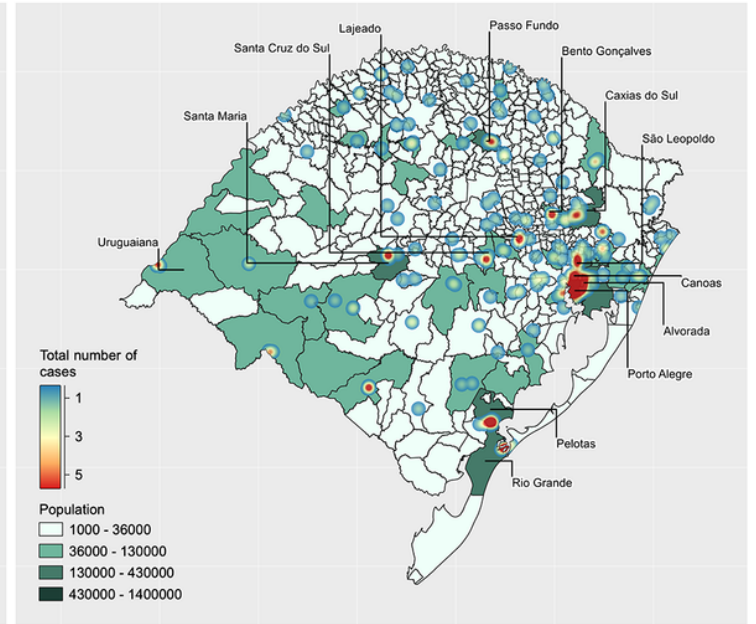 Passo Fundo
Lajeado
Santa Cruz do Sul
Bento Gonçalves
Caxias do Sul
Santa Maria
São Leopoldo
Uruguaiana
Canoas
Alvorada
Porto Alegre
Pelotas
Rio Grande
Total number of
cases
1
3
5
Population
1000 - 36000
36000 - 130000
130000 - 430000
430000 - 1400000